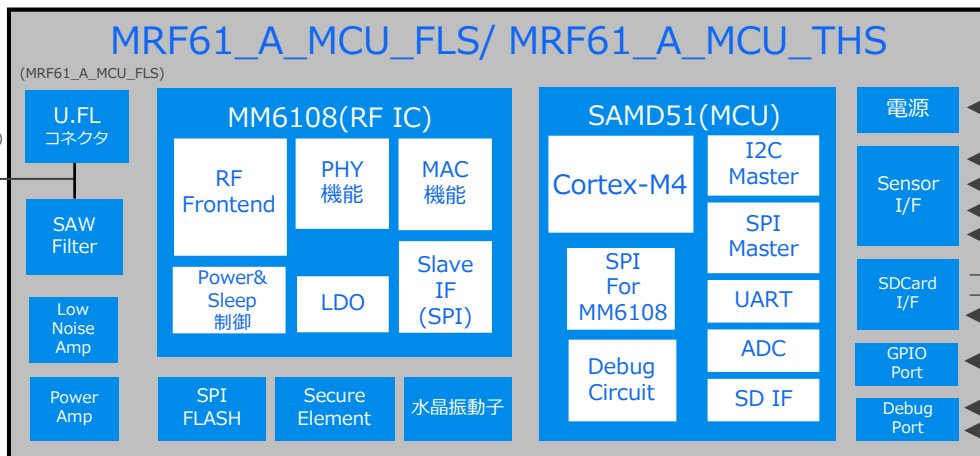 MRF61_A_MCU_FLS/ MRF61_A_MCU_THS
(MRF61_A_MCU_FLS)
U.FL
コネクタ
)
SAW
Filter
Low
Noise
Amp
Power
Amp
MM6108(RF IC)
RF
Frontend
PHY
機能
MAC
機能
Power&
Sleep
制御
LDO
Slave
IF
(SPI)
SPI
FLASH
Secure
Element
水晶振動子
SAMD51(MCU)
Cortex-M4
I2C
Master
SPI
Master
SPI
For
MM6108
UART
ADC
Debug
Circuit
SD IF
電源
Sensor
I/F
SDCard
I/F
GPIO
Port
Debug
Port